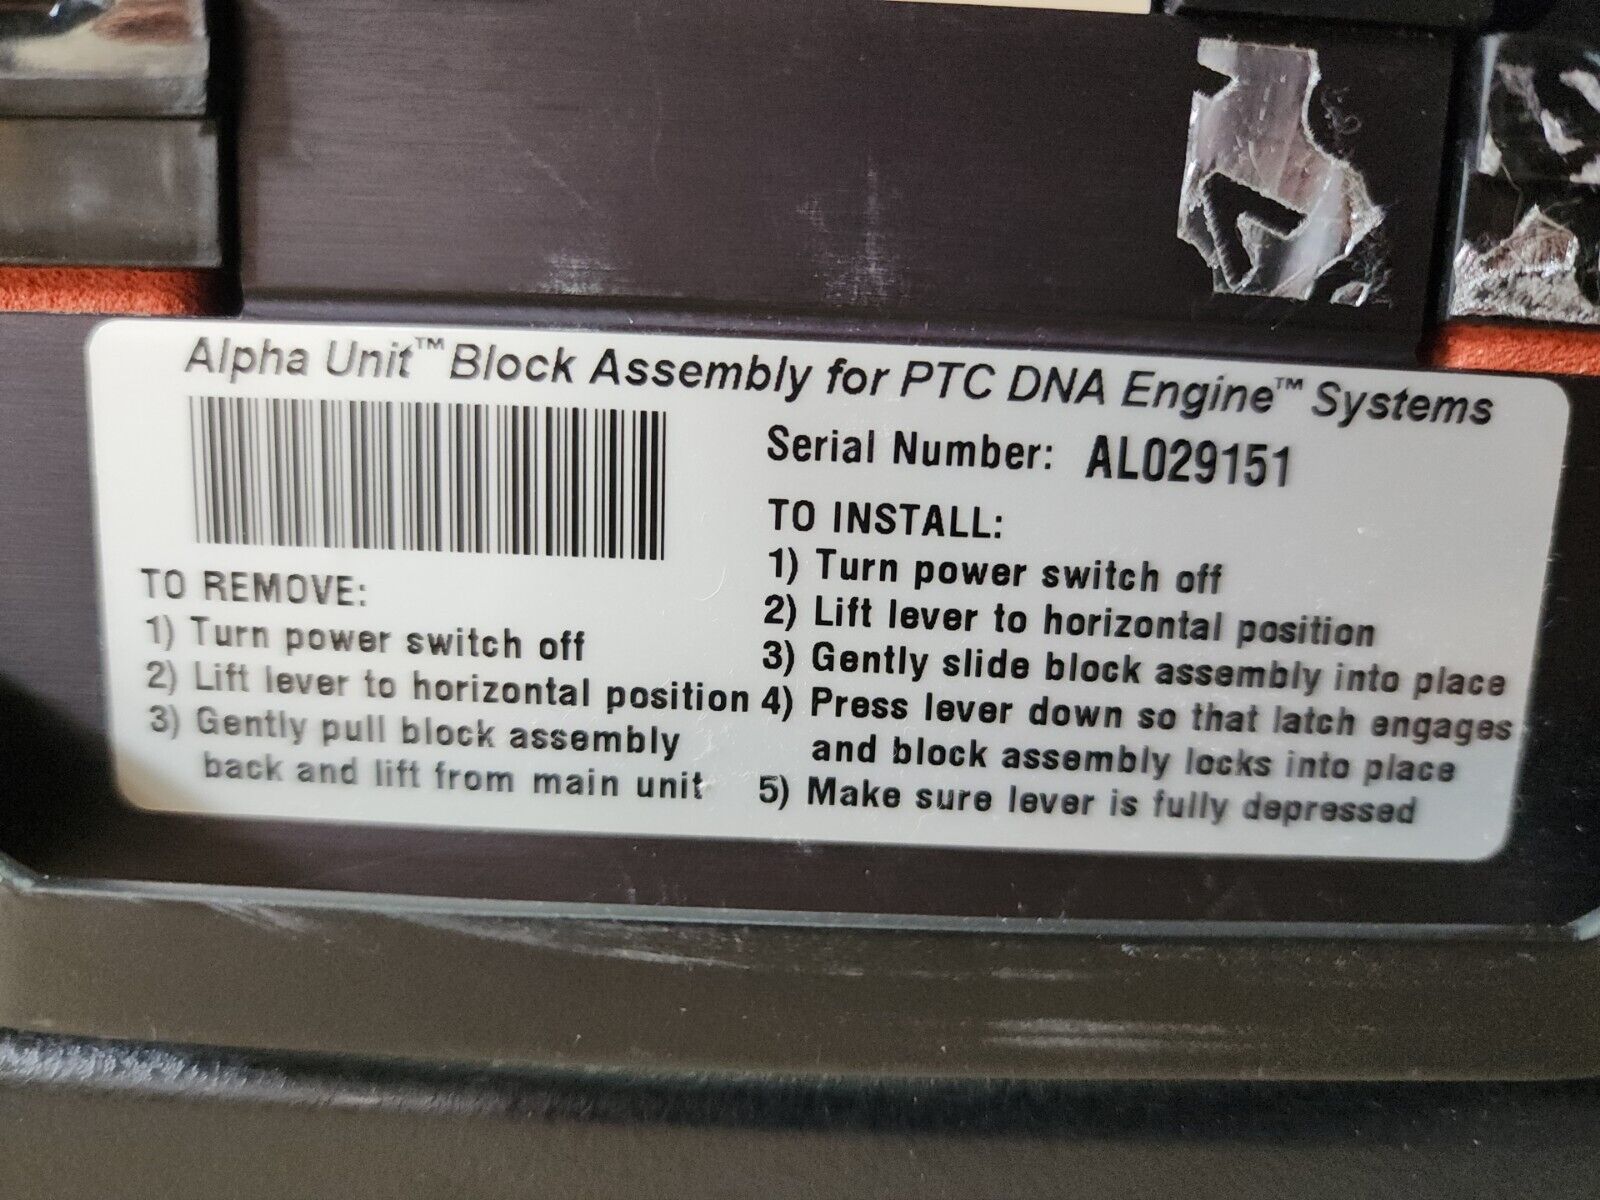 Alpha Unit™ Block Assembly for PTC DNA Engine™ Systems
Serial Number: AL029151
TO INSTALL:
1) Turn power switch off
2) Lift lever to horizontal position
3) Gently slide block assembly into place
4) Press lever down so that latch engages
and block assembly locks into place
5) Make sure lever is fully depressed
TO REMOVE:
1) Turn power switch off
2) Lift lever to horizontal position
3) Gently pull block assembly
back and lift from main unit